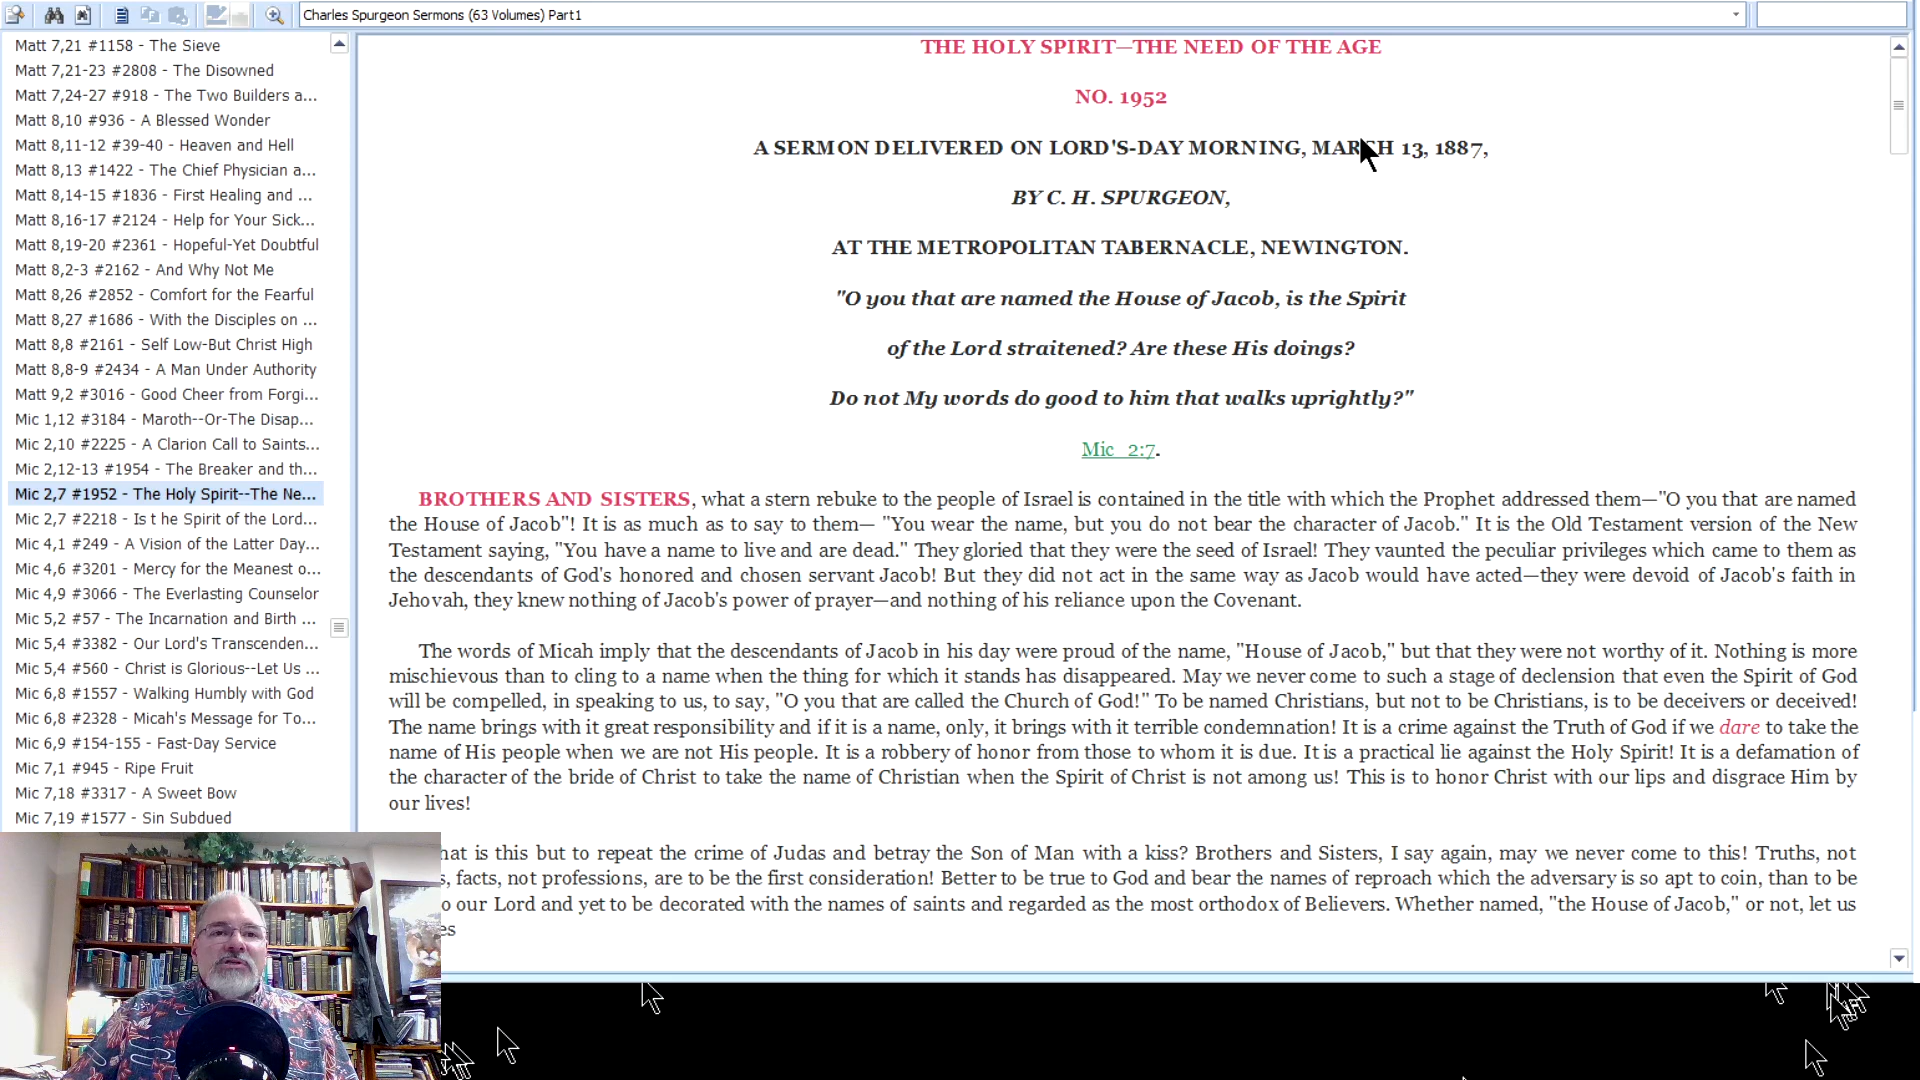 Charles Spurgeon Sermons (63 Volumes) Part1
Matt 7,21 #1158 - The Sieve
Matt 7,21-23 #2808 - The Disowned
Matt 7,24-27 #918 - The Two Builders a...
Matt 8,10 #936 - A Blessed Wonder
Matt 8,11-12 #39-40 - Heaven and Hell
Matt 8,13 #1422 - The Chief Physician a...
Matt 8,14-15 #1836 - First Healing and ...
Matt 8,16-17 #2124 - Help for Your Sick...
Matt 8,19-20 #2361 - Hopeful-Yet Doubtful
Matt 8,2-3 #2162 - And Why Not Me
Matt 8,26 #2852 - Comfort for the Fearful
Matt 8,27 #1686 - With the Disciples on ...
Matt 8,8 #2161 - Self Low-But Christ High
Matt 8,8-9 #2434 - A Man Under Authority
Matt 9,2 #3016 - Good Cheer from Forgi...
Mic 1,12 #3184 - Maroth--Or-The Disap...
Mic 2,10 #2225 - A Clarion Call to Saints...
Mic 2,12-13 #1954 - The Breaker and th...
Mic 2,7 #1952 - The Holy Spirit--The Ne...
Mic 2,7 #2218 - Is t he Spirit of the Lord...
Mic 4,1 #249 - A Vision of the Latter Day...
Mic 4,6 #3201 - Mercy for the Meanest o...
Mic 4,9 #3066 - The Everlasting Counselor
Mic 5,2 #57 - The Incarnation and Birth ...
Mic 5,4 #3382 - Our Lord's Transcenden...
Mic 5,4 #560 - Christ is Glorious--Let Us ...
Mic 6,8 #1557 - Walking Humbly with God
Mic 6,8 #2328 - Micah's Message for To...
Mic 6,9 #154-155 - Fast-Day Service
Mic 7,1 #945 - Ripe Fruit
Mic 7,18 #3317 - A Sweet Bow
Mic 7,19 #1577 - Sin Subdued
THE HOLY SPIRIT—THE NEED OF THE AGE
NO. 1952
A SERMON DELIVERED ON LORD'S-DAY MORNING, MARCH 13, 1887,
BY C. H. SPURGEON,
AT THE METROPOLITAN TABERNACLE, NEWINGTON.
"O you that are named the House of Jacob, is the Spirit
of the Lord straitened? Are these His doings?
Do not My words do good to him that walks uprightly?"
Mic_2:7.
BROTHERS AND SISTERS, what a stern rebuke to the people of Israel is contained in the title with which the Prophet addressed them—"O you that are named
the House of Jacob"! It is as much as to say to them— "You wear the name, but you do not bear the character of Jacob." It is the Old Testament version of the New
Testament saying, "You have a name to live and are dead." They gloried that they were the seed of Israel! They vaunted the peculiar privileges which came to them as
the descendants of God's honored and chosen servant Jacob! But they did not act in the same way as Jacob would have acted—they were devoid of Jacob's faith in
Jehovah, they knew nothing of Jacob's power of prayer—and nothing of his reliance upon the Covenant.
The words of Micah imply that the descendants of Jacob in his day were proud of the name, "House of Jacob," but that they were not worthy of it. Nothing is more
mischievous than to cling to a name when the thing for which it stands has disappeared. May we never come to such a stage of declension that even the Spirit of God
will be compelled, in speaking to us, to say, "O you that are called the Church of God!" To be named Christians, but not to be Christians, is to be deceivers or deceived!
The name brings with it great responsibility and if it is a name, only, it brings with it terrible condemnation! It is a crime against the Truth of God if we dare to take the
name of His people when we are not His people. It is a robbery of honor from those to whom it is due. It is a practical lie against the Holy Spirit! It is a defamation of
the character of the bride of Christ to take the name of Christian when the Spirit of Christ is not among us! This is to honor Christ with our lips and disgrace Him by
our lives!
hat is this but to repeat the crime of Judas and betray the Son of Man with a kiss? Brothers and Sisters, I say again, may we never come to this! Truths, not
s, facts, not professions, are to be the first consideration! Better to be true to God and bear the names of reproach which the adversary is so apt to coin, than to be
o our Lord and yet to be decorated with the names of saints and regarded as the most orthodox of Believers. Whether named, "the House of Jacob," or not, let us
es